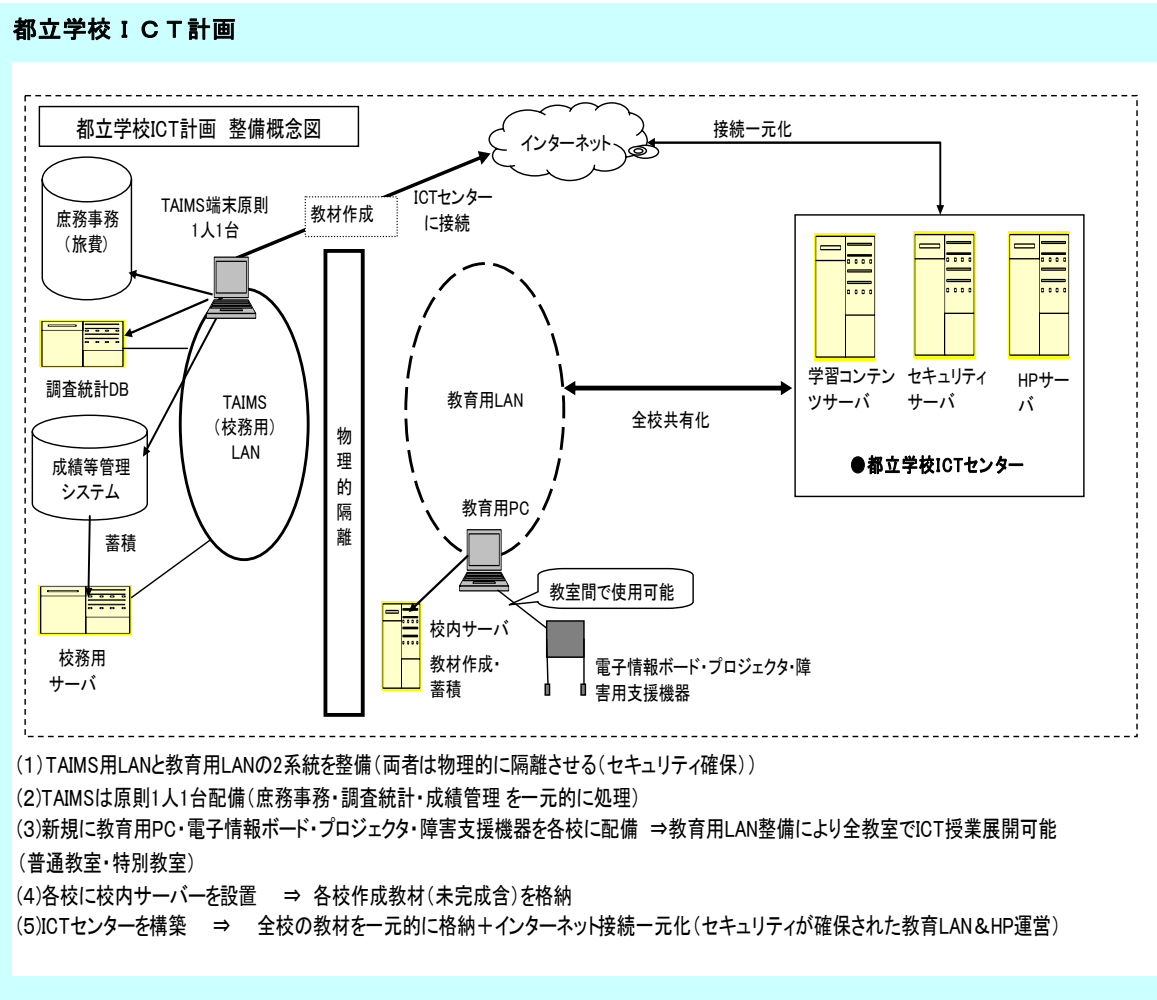 都立学校ＩＣＴ計画
都立学校ICT計画 整備概念図
インターネット
接続一元化
庶務事務
（旅費）
TAIMS端末原則
1人1台
教材作成
ICTセンター
に接続
調査統計DB
TAIMS
（校務用）
LAN
成績等管理
システム
蓄積
校務用
サーバ
物
理
的
隔
離
教育用LAN
教育用PC
全校共有化
教室間で使用可能
校内サーバ
教材作成・
蓄積
電子情報ボード・プロジェクタ・障
害用支援機器
学習コンテン
ツサーバ
セキュリティ
サーバ
HPサー
バ
●都立学校ICTセンター
(1)TAIMS用LANと教育用LANの2系統を整備(両者は物理的に隔離させる(セキュリティ確保))
(2)TAIMSは原則1人1台配備(庶務事務・調査統計・成績管理 を一元的に処理)
(3)新規に教育用PC・電子情報ボード・プロジェクタ・障害支援機器を各校に配備 ⇒教育用LAN整備により全教室でICT授業展開可能
(普通教室・特別教室)
(4)各校に校内サーバーを設置 ⇒ 各校作成教材(未完成含)を格納
(5)ICTセンターを構築 ⇒ 全校の教材を一元的に格納＋インターネット接続一元化(セキュリティが確保された教育LAN＆HP運営)